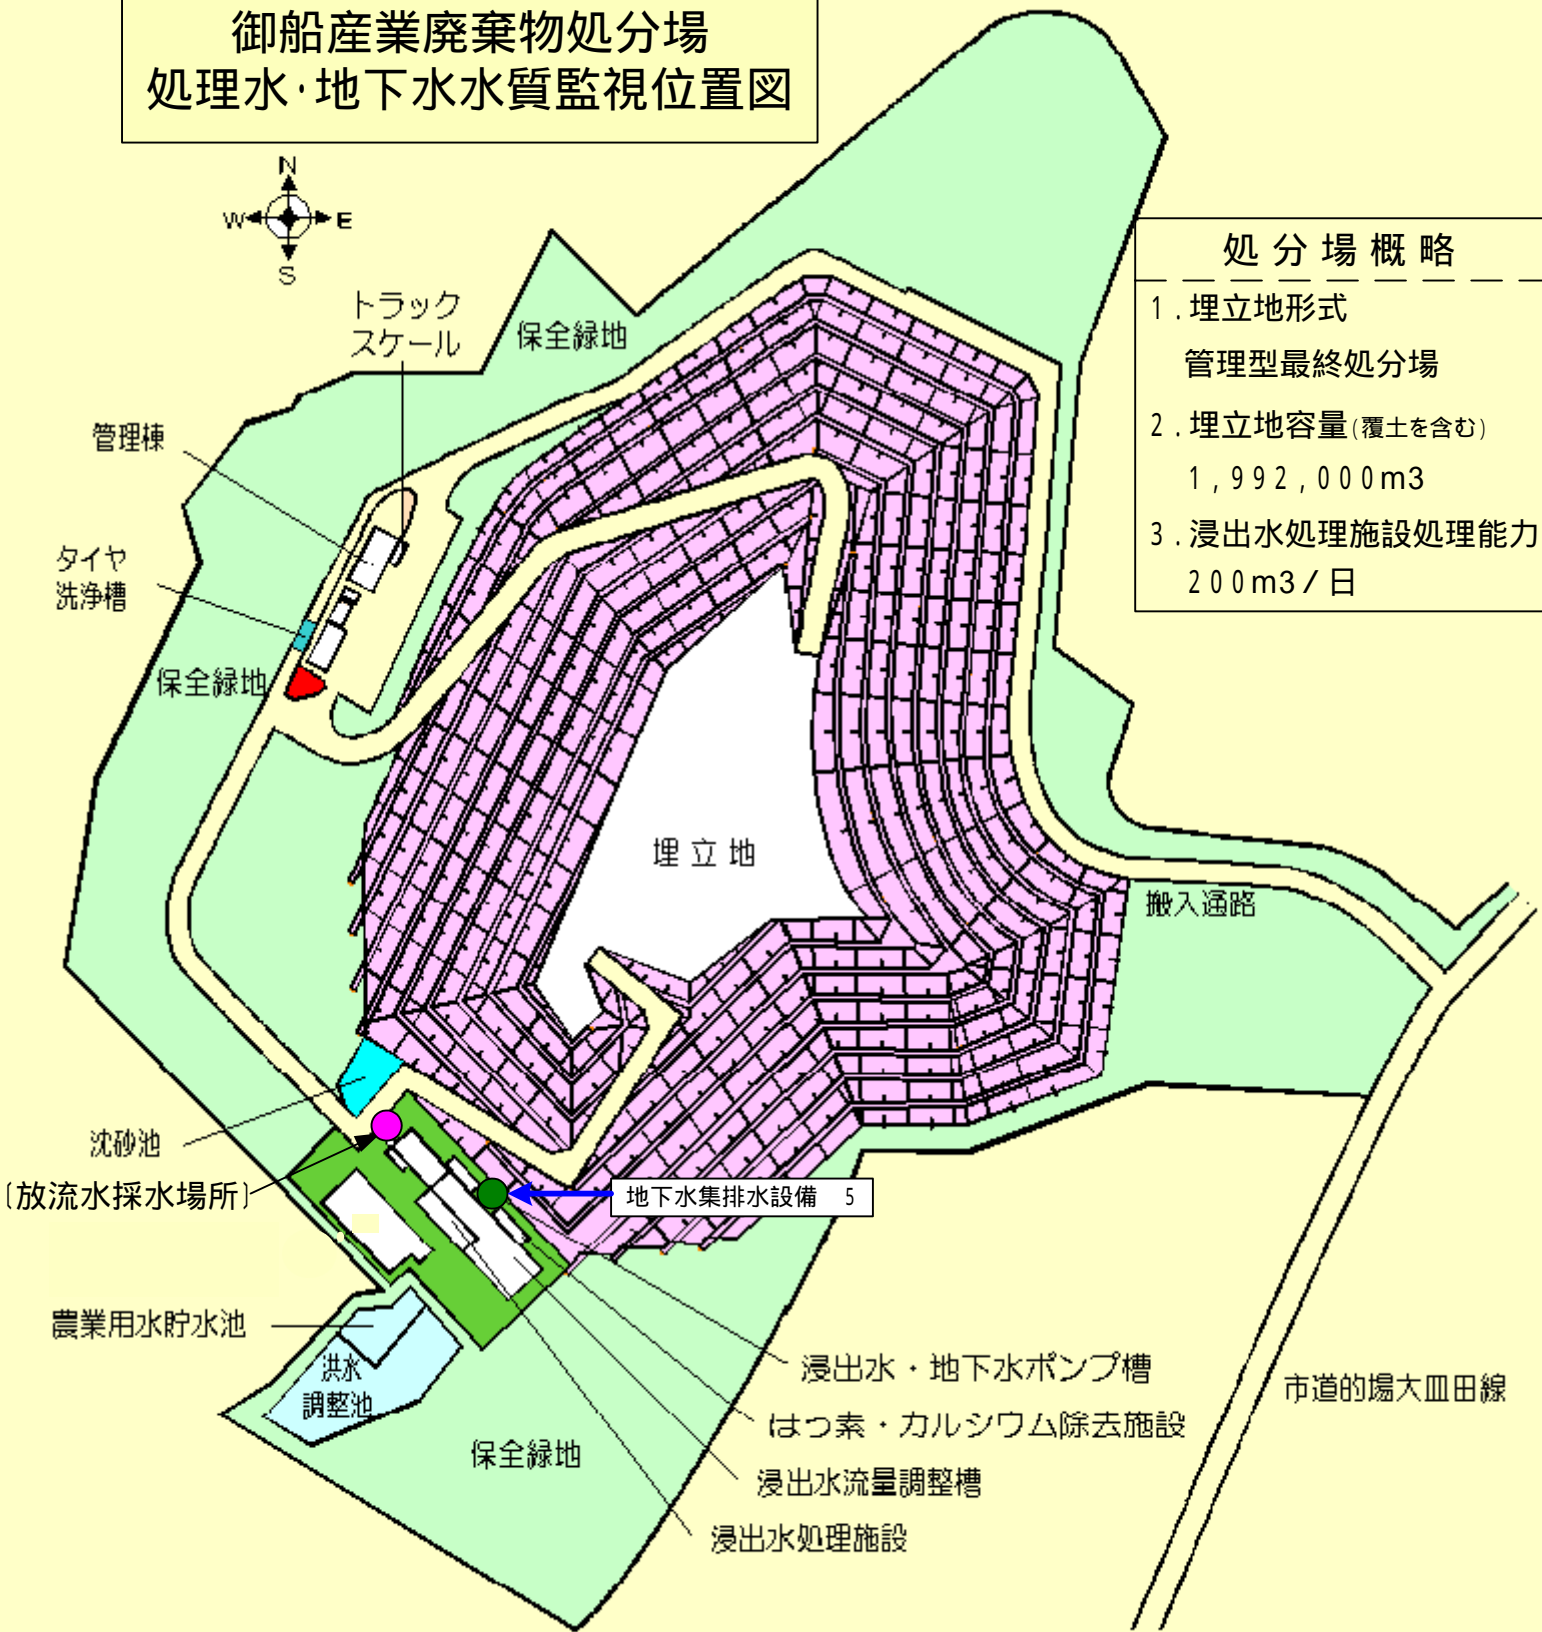 御船産業廃棄物処分場
処理水・地下水水質監視位置図
N
W E
S
処分場概略
1.埋立地形式
管理型最終処分場
2.埋立地容量(覆土を含む)
1,992,000m3
3.浸出水処理施設処理能力
200m3/日
トラック
スケール
保全緑地
管理棟
タイヤ
洗浄槽
保全緑地
埋立地
搬入通路
沈砂池
(放流水採水場所)
地下水集排水設備 5
農業用水貯水池
洪水
調整池
保全緑地
浸出水・地下水ポンプ槽
ほう素・カルシウム除去施設
浸出水流量調整槽
浸出水処理施設
市道的場大皿田線